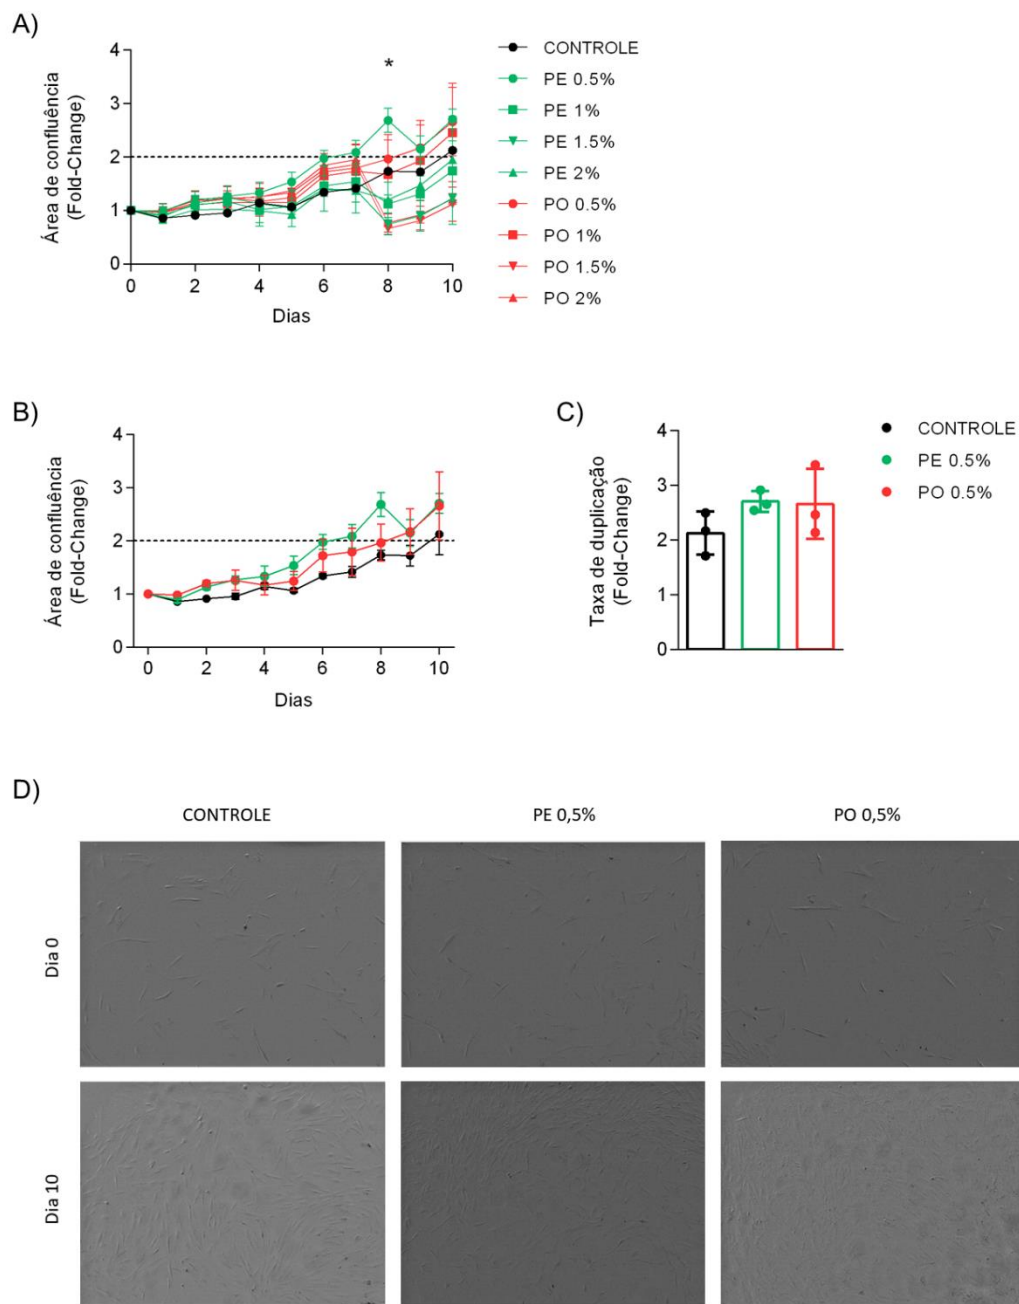 A)
Área de confluência
(Fold-Change)
4
3
2
1
0
0 2 4 6 8 10
Dias
*
CONTROLE
PE 0.5%
PE 1%
PE 1.5%
PE 2%
PO 0.5%
PO 1%
PO 1.5%
PO 2%
B)
Área de confluência
(Fold-Change)
4
3
2
1
0
0 2 4 6 8 10
Dias
C)
Taxa de duplicação
(Fold-Change)
4
3
2
1
0
CONTROLE
PE 0.5%
PO 0.5%
D)
CONTROLE PE 0,5% PO 0,5%
Dia 0
Dia 10